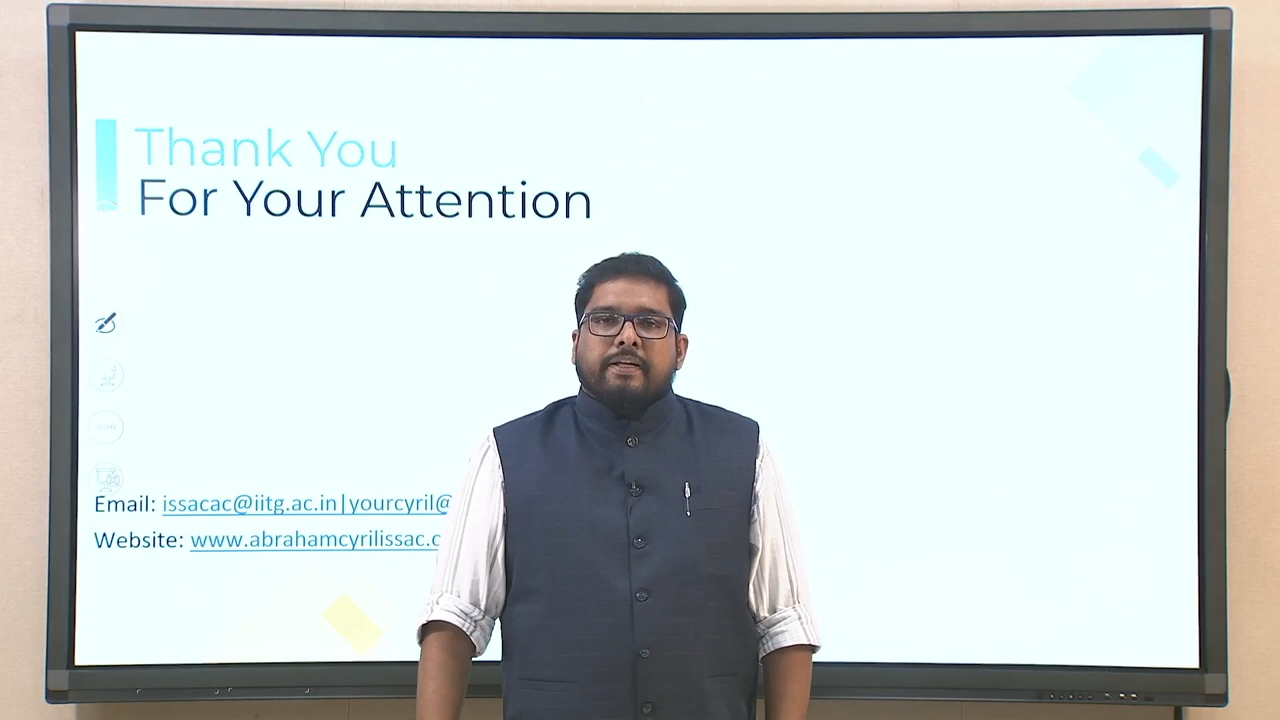 Thank You
For Your Attention
Email: issacac@iitg.ac.in|yourcyril@
Website: www.abrahamcyrilissac.c